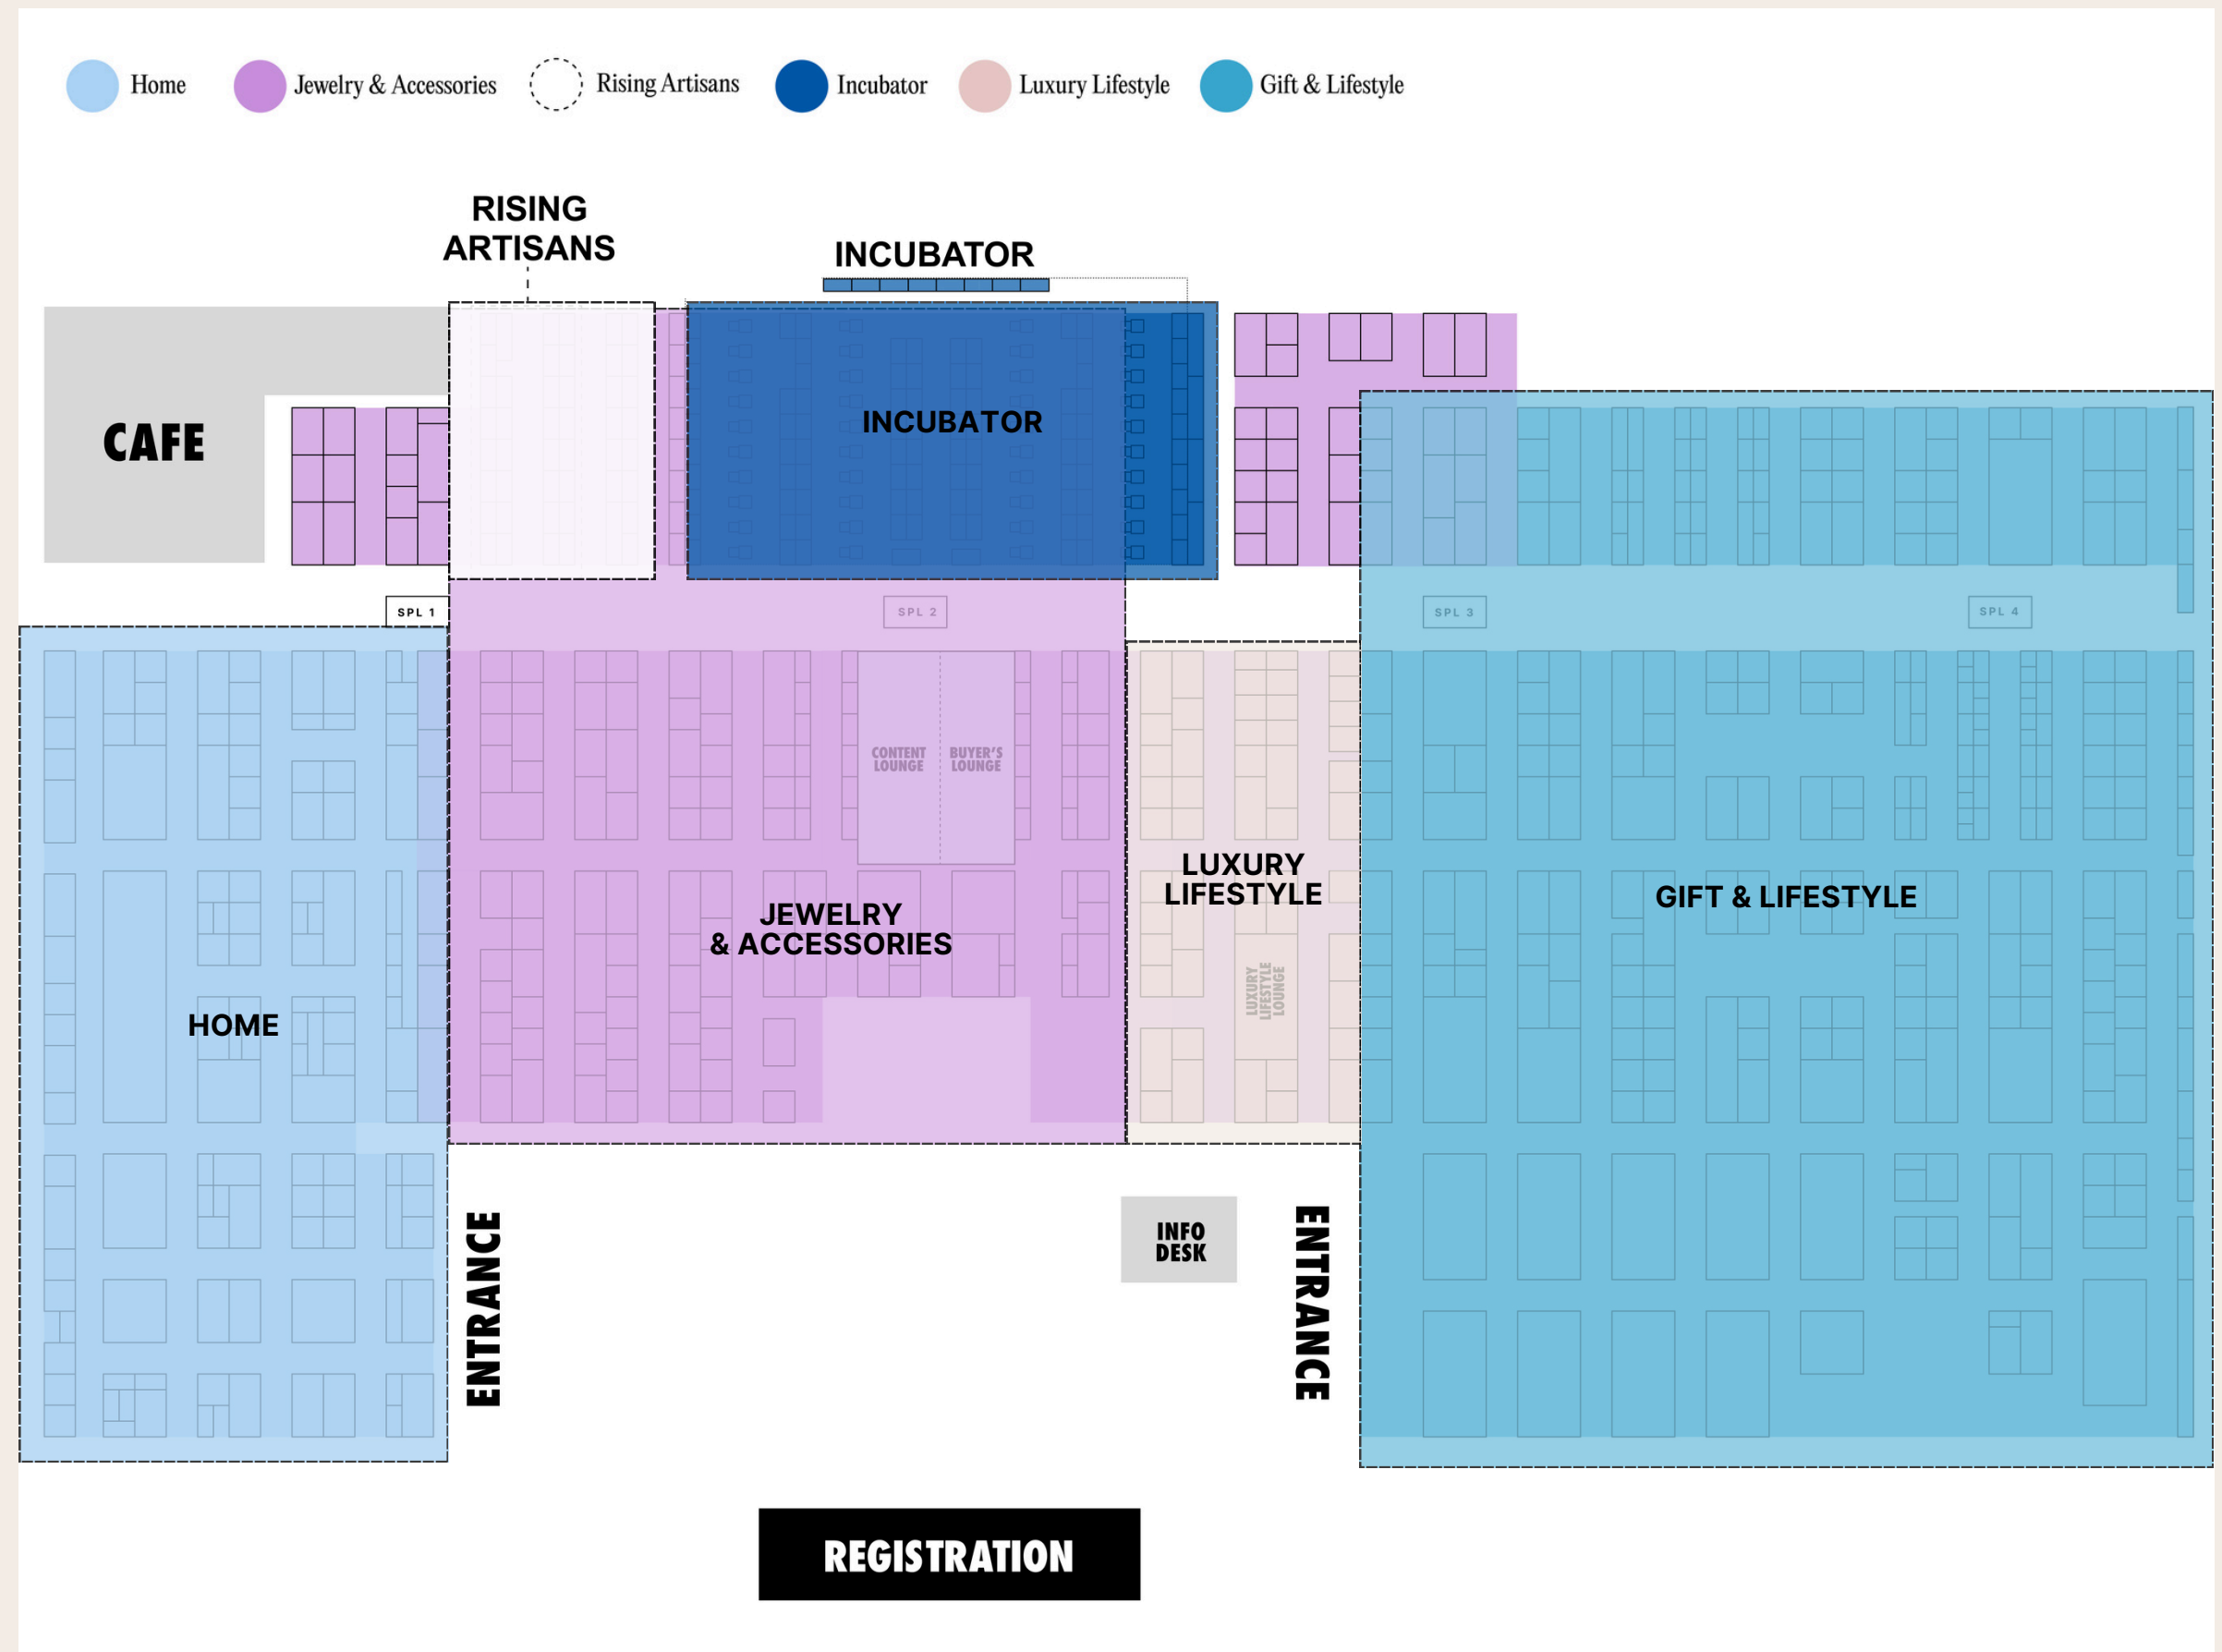 Home
Jewelry & Accessories
Rising Artisans
Incubator
Luxury Lifestyle
Gift & Lifestyle
RISING
ARTISANS
INCUBATOR
CAFE
INCUBATOR
SPL 1
SPL 2
SPL 3
SPL 4
CONTENT
LOUNGE
BUYER'S
LOUNGE
LUXURY
LIFESTYLE
GIFT & LIFESTYLE
JEWELRY
& ACCESSORIES
LUXURY
LIFESTYLE
LOUNGE
HOME
ENTRANCE
INFO
DESK
ENTRANCE
REGISTRATION